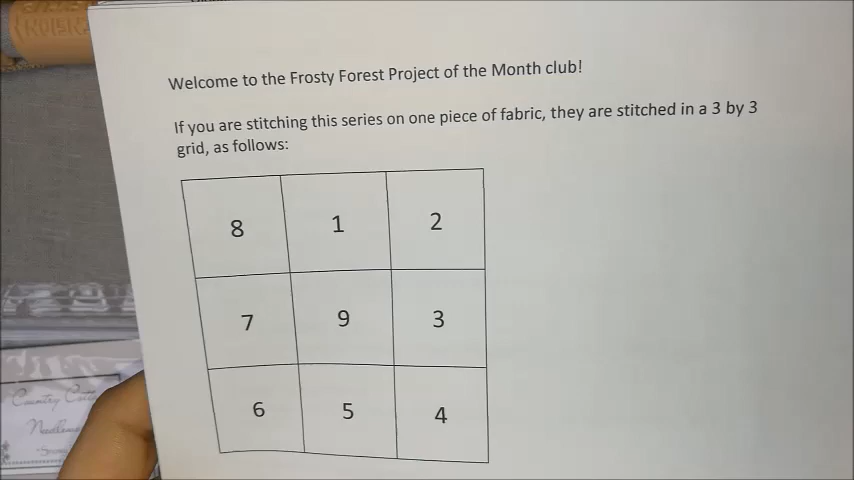 Welcome to the Frosty Forest Project of the Month club!
If you are stitching this series on one piece of fabric, they are stitched in a 3 by 3
grid, as follows:
8 1 2
7 9 3
6 5 4
Country